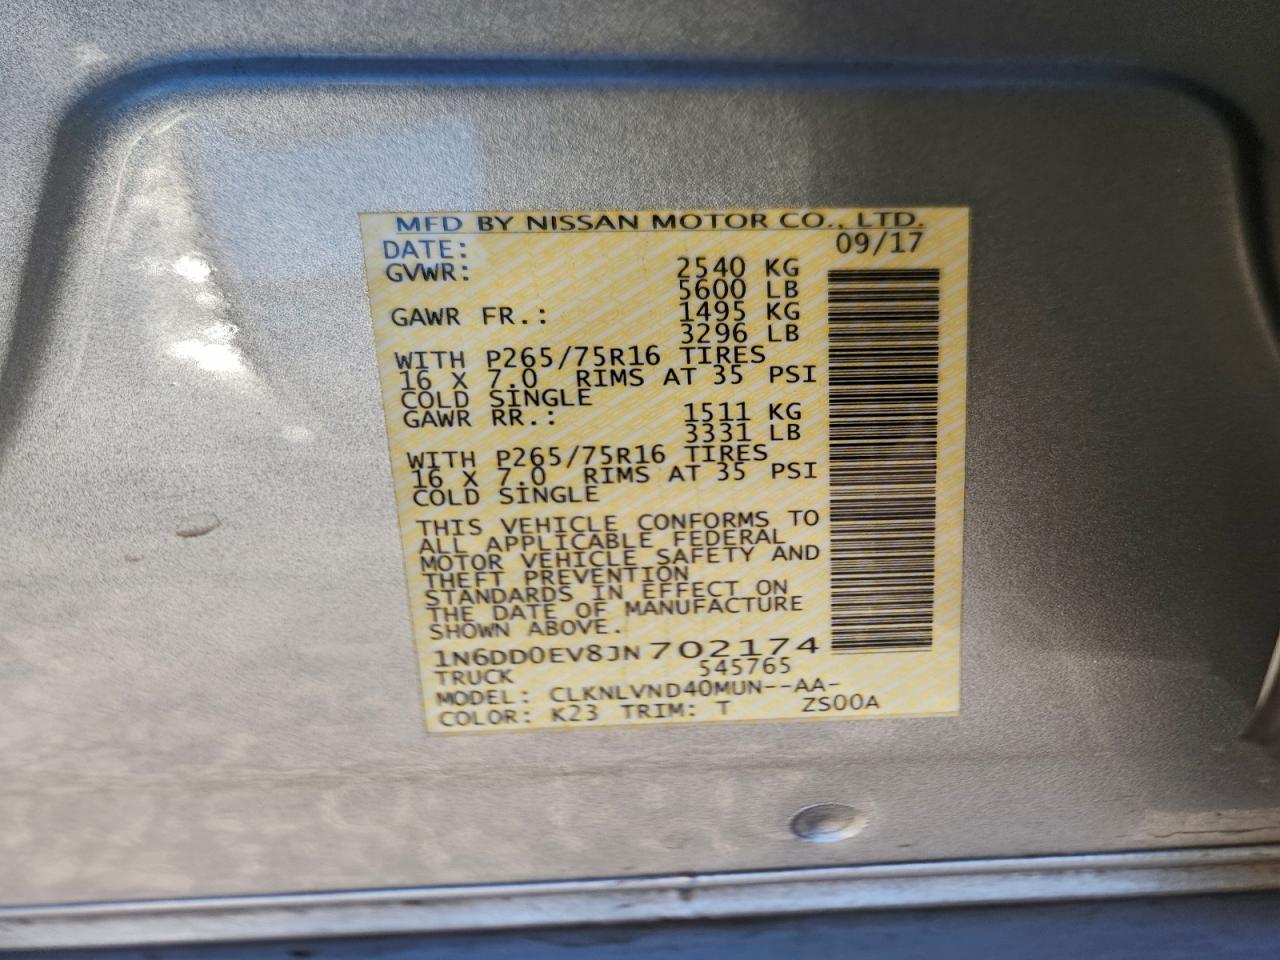 MFD BY NISSAN MOTOR CO., LTD.
DATE: 09/17
GVWR: 2540 KG
5600 LB
GAWR FR.: 1495 KG
3296 LB
WITH P265/75R16 TIRES
16 X 7.0 RIMS AT 35 PSI
COLD SINGLE
GAWR RR.: 1511 KG
3331 LB
WITH P265/75R16 TIRES
16 X 7.0 RIMS AT 35 PSI
COLD SINGLE
THIS VEHICLE CONFORMS TO
ALL APPLICABLE FEDERAL
MOTOR VEHICLE SAFETY AND
THEFT PREVENTION
STANDARDS IN EFFECT ON
THE DATE OF MANUFACTURE
SHOWN ABOVE.
1N6DD0EV8JN702174
TRUCK 545765
MODEL: CLKNLVND40MUN--AA-
COLOR: K23 TRIM: T ZS00A